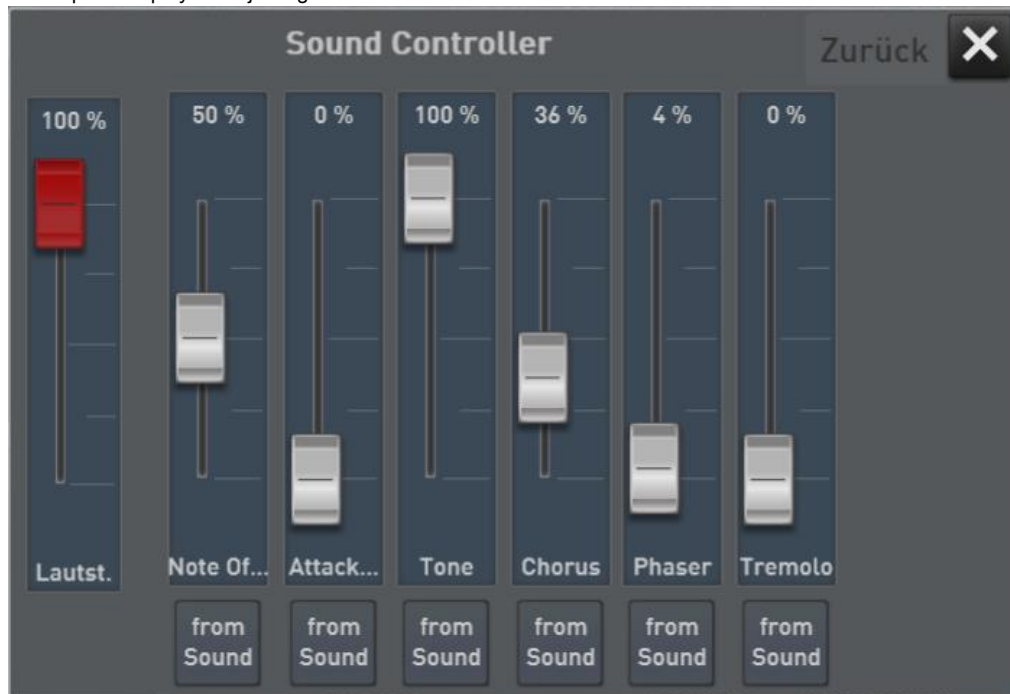 Sound Controller
Zurück
100 %
50 %
0 %
100 %
36 %
4 %
0 %
Lautst.
Note Of...
Attack...
Tone
Chorus
Phaser
Tremolo
from
Sound
from
Sound
from
Sound
from
Sound
from
Sound
from
Sound